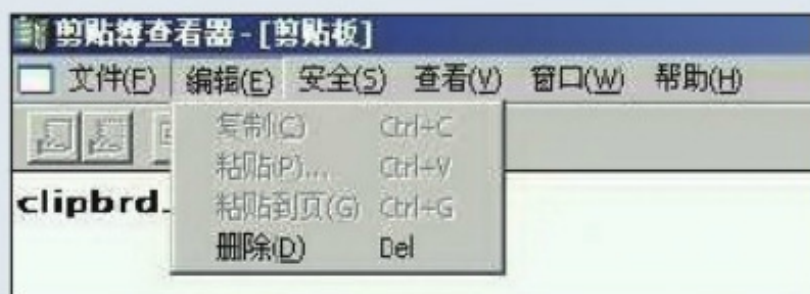 剪贴簿查看器 - [剪贴板]
文件(F) 编辑(E) 安全(S) 查看(V) 窗口(W) 帮助(H)
复制(C) Ctrl+C
粘贴(P)... Ctrl+V
粘贴到页(G) Ctrl+G
clipbrd.
删除(D) Del